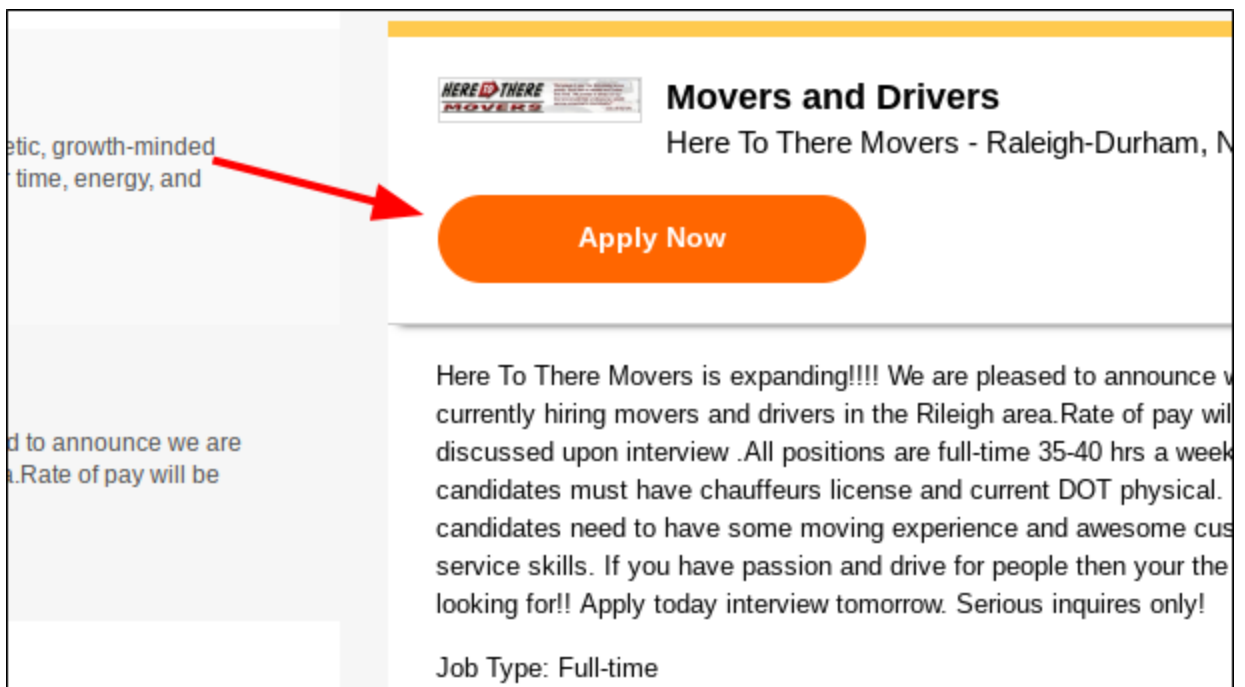 etic, growth-minded
time, energy, and
d to announce we are
a.Rate of pay will be
HERE TO THERE
MOVERS
Movers and Drivers
Here To There Movers - Raleigh-Durham, N
Apply Now
Here To There Movers is expanding!!!! We are pleased to announce w
currently hiring movers and drivers in the Rileigh area.Rate of pay wil
discussed upon interview .All positions are full-time 35-40 hrs a week
candidates must have chauffeurs license and current DOT physical.
candidates need to have some moving experience and awesome cus
service skills. If you have passion and drive for people then your the
looking for!! Apply today interview tomorrow. Serious inquires only!
Job Type: Full-time